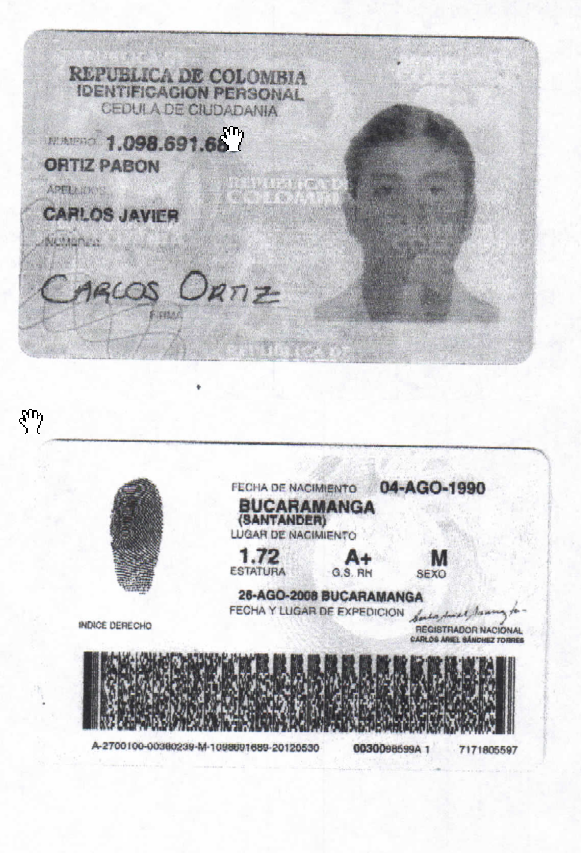 REPUBLICA DE COLOMBIA
IDENTIFICACION PERSONAL
CEDULA DE CIUDADANIA
NUMERO 1.098.691.68
ORTIZ PABON
APELLIDOS
CARLOS JAVIER
NOMBRES
REPUBLICA DE
COLOMBI
CARLOS ORTIZ
FIRMA
FECHA DE NACIMIENTO 04-AGO-1990
BUCARAMANGA
(SANTANDER)
LUGAR DE NACIMIENTO
1.72 A+ M
ESTATURA G.S. RH SEXO
26-AGO-2008 BUCARAMANGA
FECHA Y LUGAR DE EXPEDICION
INDICE DERECHO
REGISTRADOR NACIONAL
CARLOS ARIEL SÁNCHEZ TORRES
A-2700100-00380239-M-1098691689-20120530 0030098599A 1 7171805597